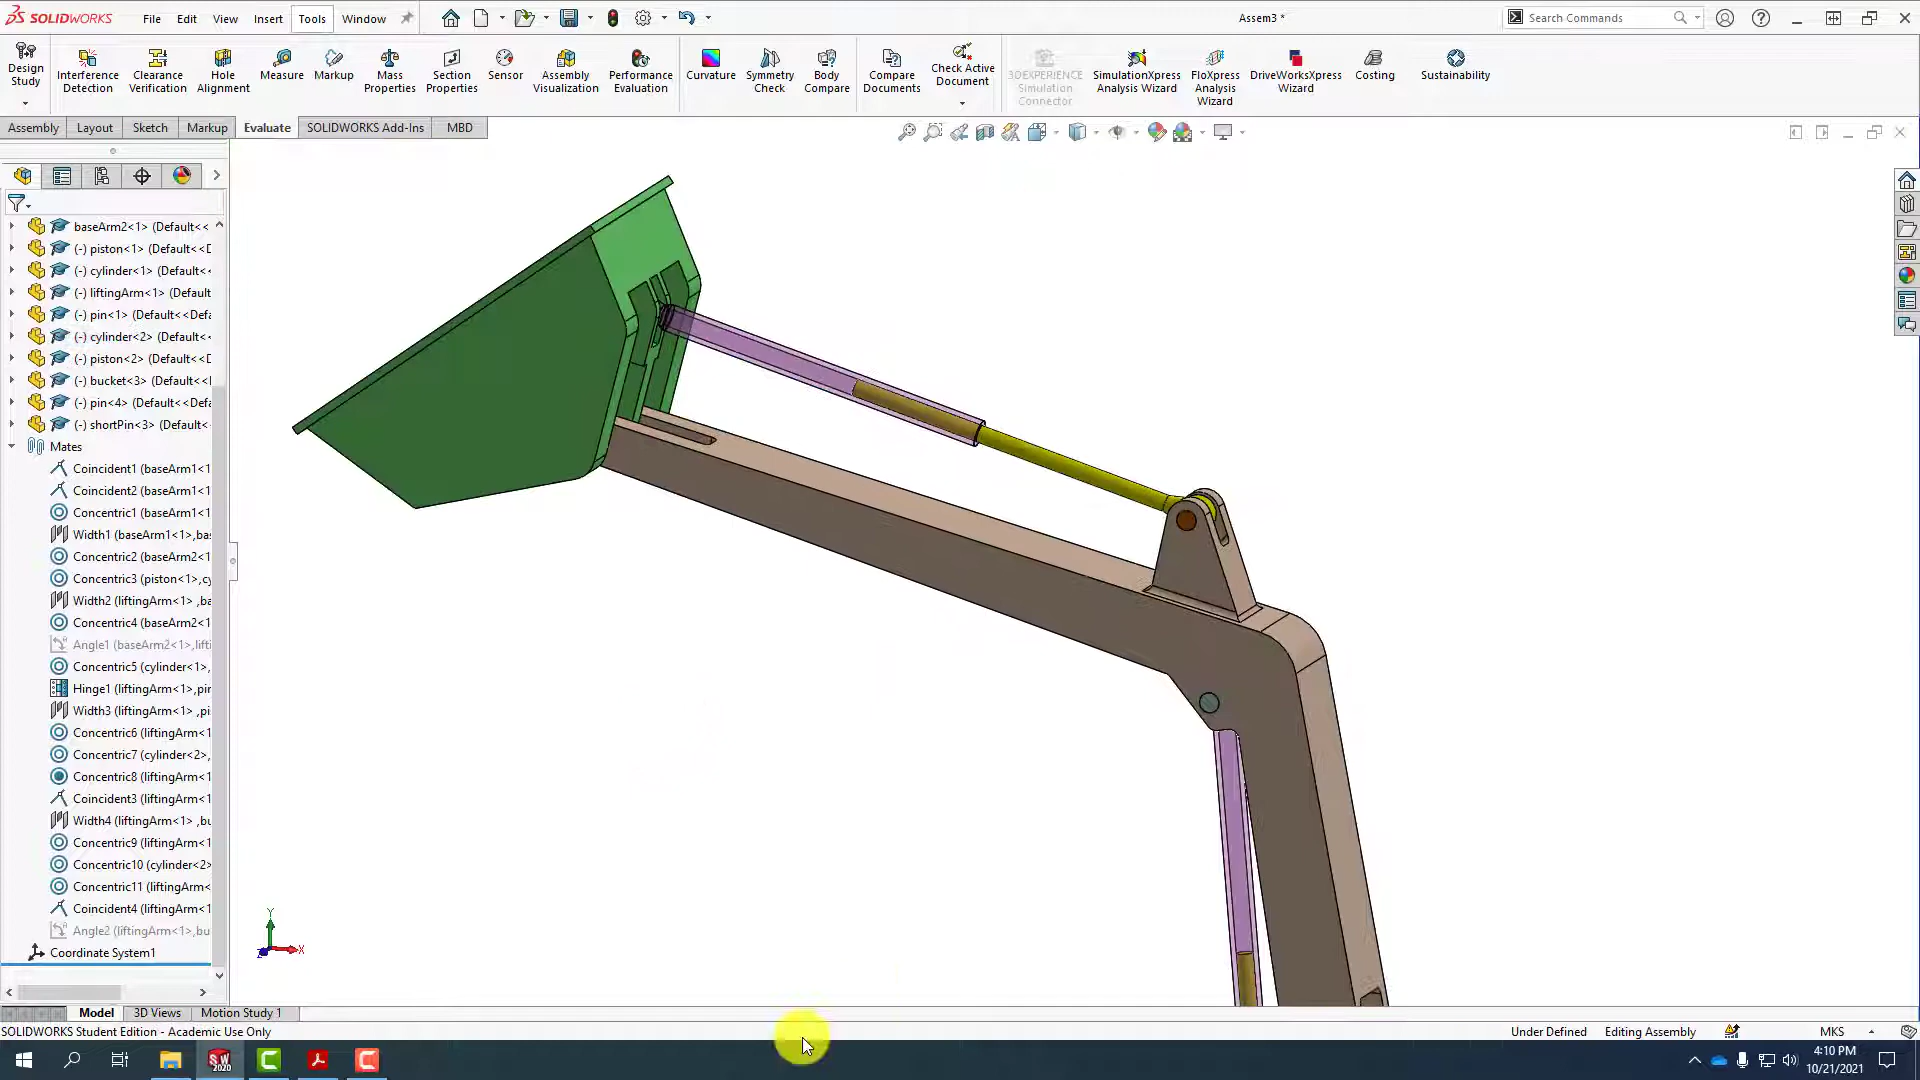 SOLIDWORKS
File Edit View Insert Tools Window
Assem3 *
Search Commands
Design Study
Interference Detection
Clearance Verification
Hole Alignment
Measure
Markup
Mass Properties
Section Properties
Sensor
Assembly Visualization
Performance Evaluation
Curvature
Symmetry Check
Body Compare
Compare Documents
Check Active Document
3DEXPERIENCE Simulation Connector
SimulationXpress Analysis Wizard
FloXpress Analysis Wizard
DriveWorksXpress Wizard
Costing
Sustainability
Assembly Layout Sketch Markup Evaluate SOLIDWORKS Add-Ins MBD
baseArm2<1> (Default<<
(-) piston<1> (Default<<D
(-) cylinder<1> (Default<<
(-) liftingArm<1> (Default
(-) pin<1> (Default<<Defa
(-) cylinder<2> (Default<<
(-) piston<2> (Default<<D
(-) bucket<3> (Default<<
(-) pin<4> (Default<<Defa
(-) shortPin<3> (Default<<
Mates
Coincident1 (baseArm1<1
Coincident2 (baseArm1<1
Concentric1 (baseArm1<1
Width1 (baseArm1<1>,bas
Concentric2 (baseArm2<1
Concentric3 (piston<1>,cy
Width2 (liftingArm<1> ,ba
Concentric4 (baseArm2<1
Angle1 (baseArm2<1>,lifti
Concentric5 (cylinder<1>,
Hinge1 (liftingArm<1>,pin
Width3 (liftingArm<1> ,pi
Concentric6 (liftingArm<1
Concentric7 (cylinder<2>,
Concentric8 (liftingArm<1
Coincident3 (liftingArm<1
Width4 (liftingArm<1> ,bu
Concentric9 (liftingArm<1
Concentric10 (cylinder<2>
Concentric11 (liftingArm<
Coincident4 (liftingArm<1
Angle2 (liftingArm<1>,bu
Coordinate System1
Y
X
Z
Model 3D Views Motion Study 1
SOLIDWORKS Student Edition - Academic Use Only
Under Defined Editing Assembly MKS
SW 2020
4:10 PM
10/21/2021